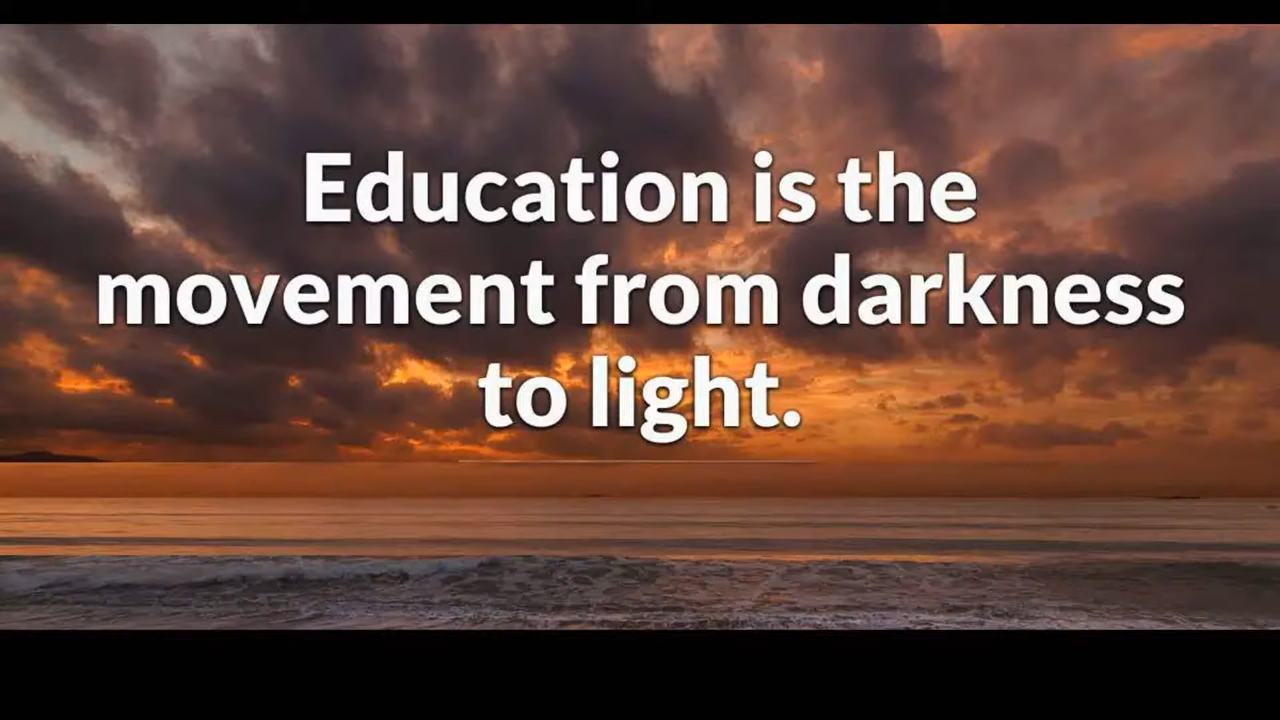 Education is the
movement from darkness
to light.